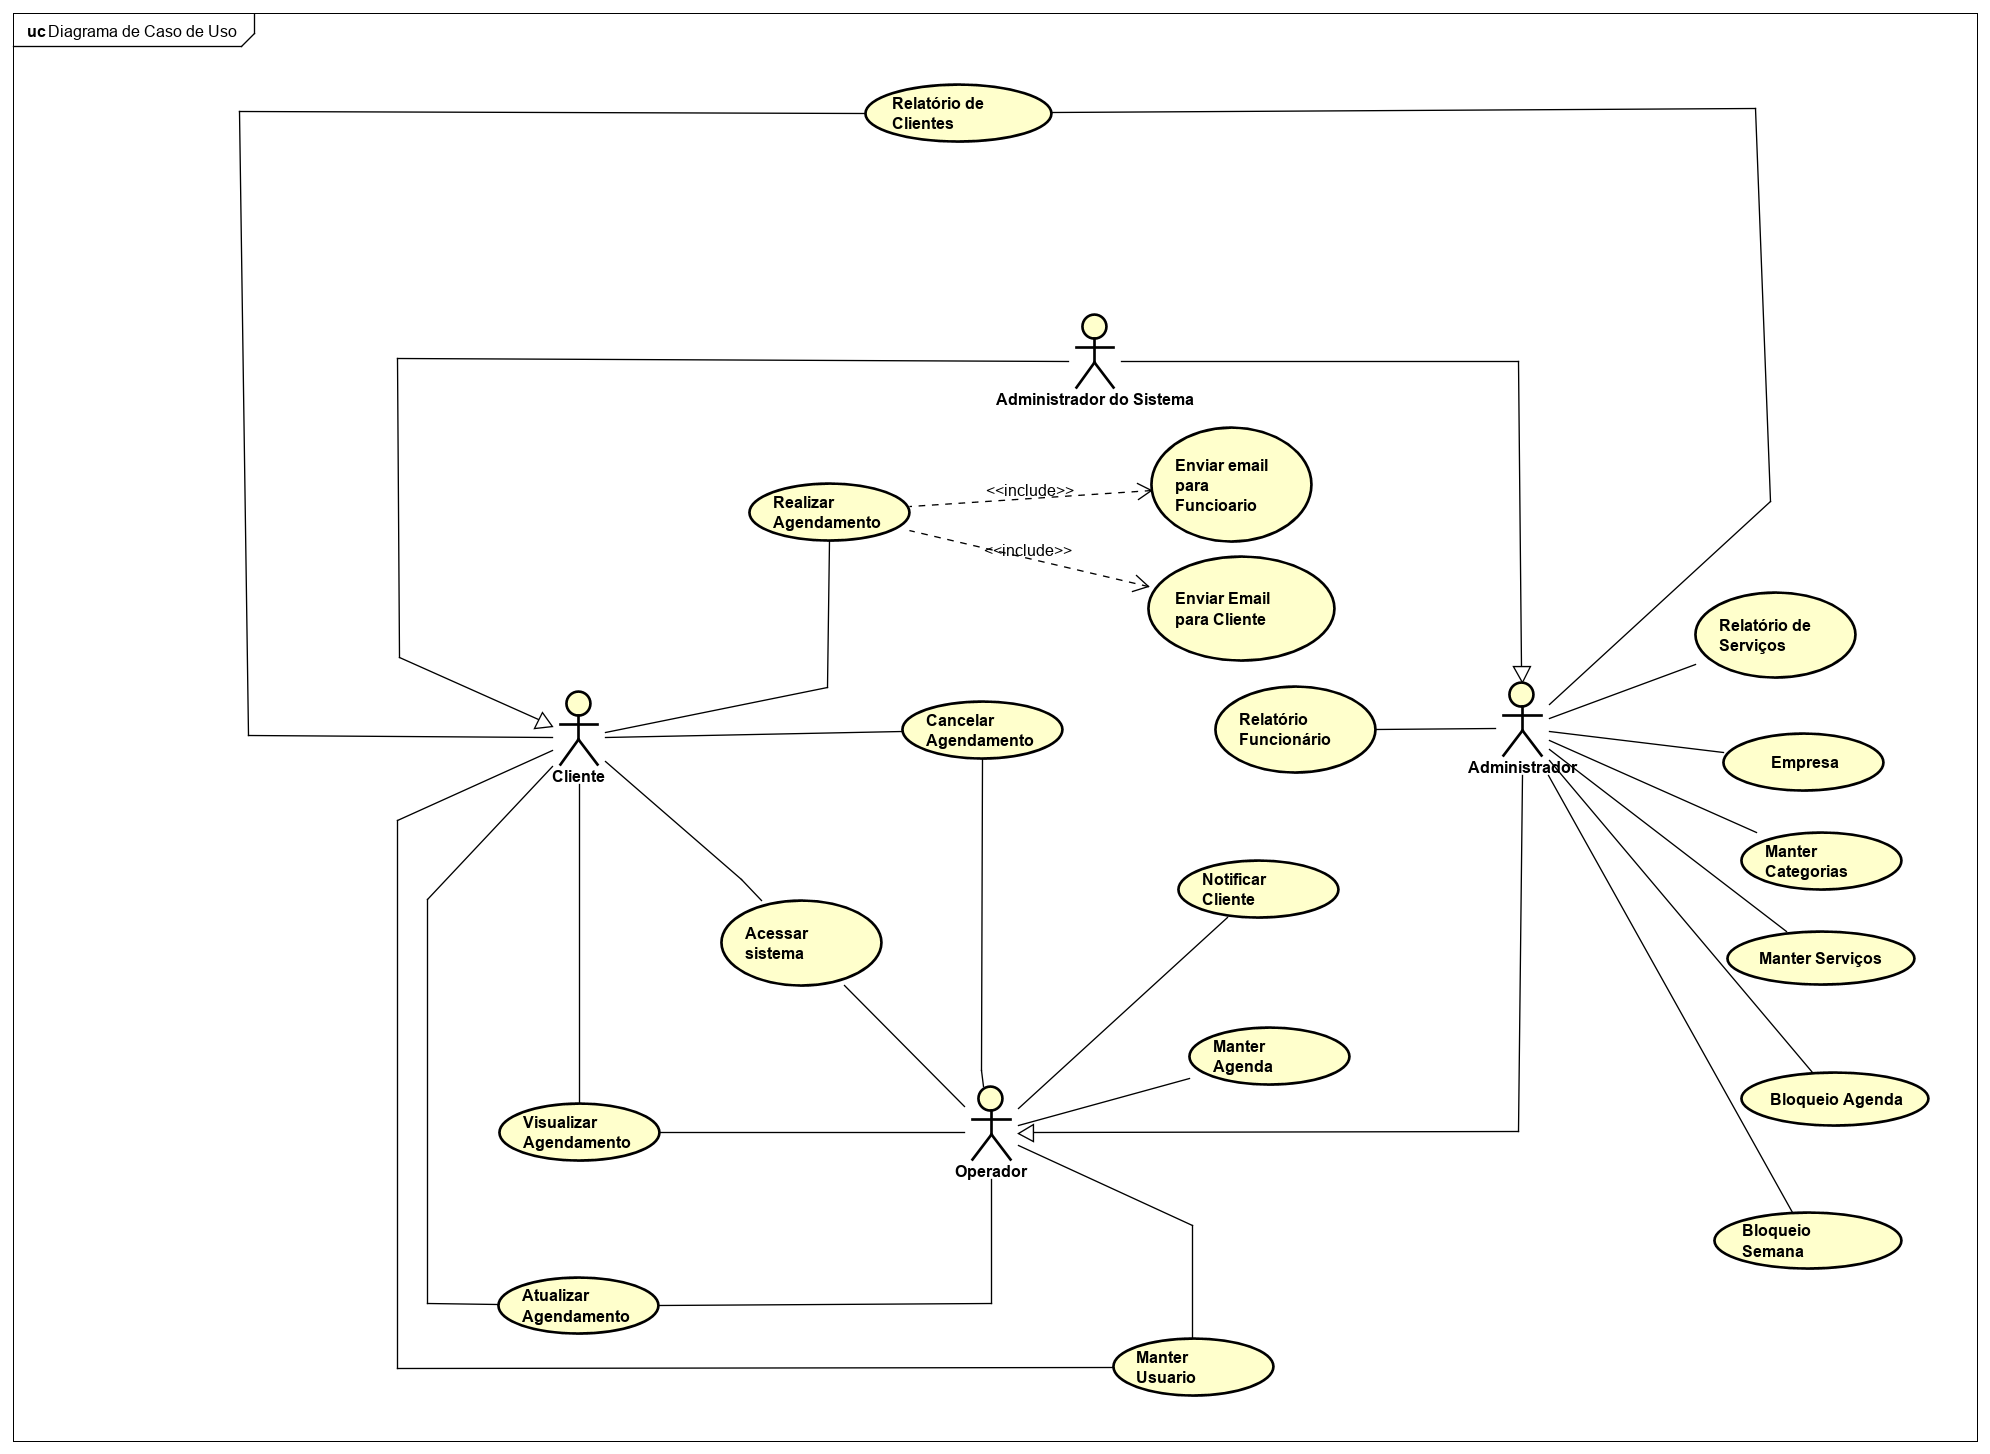 uc Diagrama de Caso de Uso
Relatório de
Clientes
Administrador do Sistema
Enviar email
para
Funcioario
<<include>>
Realizar
Agendamento
<<include>>
Enviar Email
para Cliente
Relatório de
Serviços
Cancelar
Agendamento
Relatório
Funcionário
Cliente
Administrador
Empresa
Manter
Categorias
Notificar
Cliente
Acessar
sistema
Manter Serviços
Manter
Agenda
Bloqueio Agenda
Visualizar
Agendamento
Operador
Bloqueio
Semana
Atualizar
Agendamento
Manter
Usuario